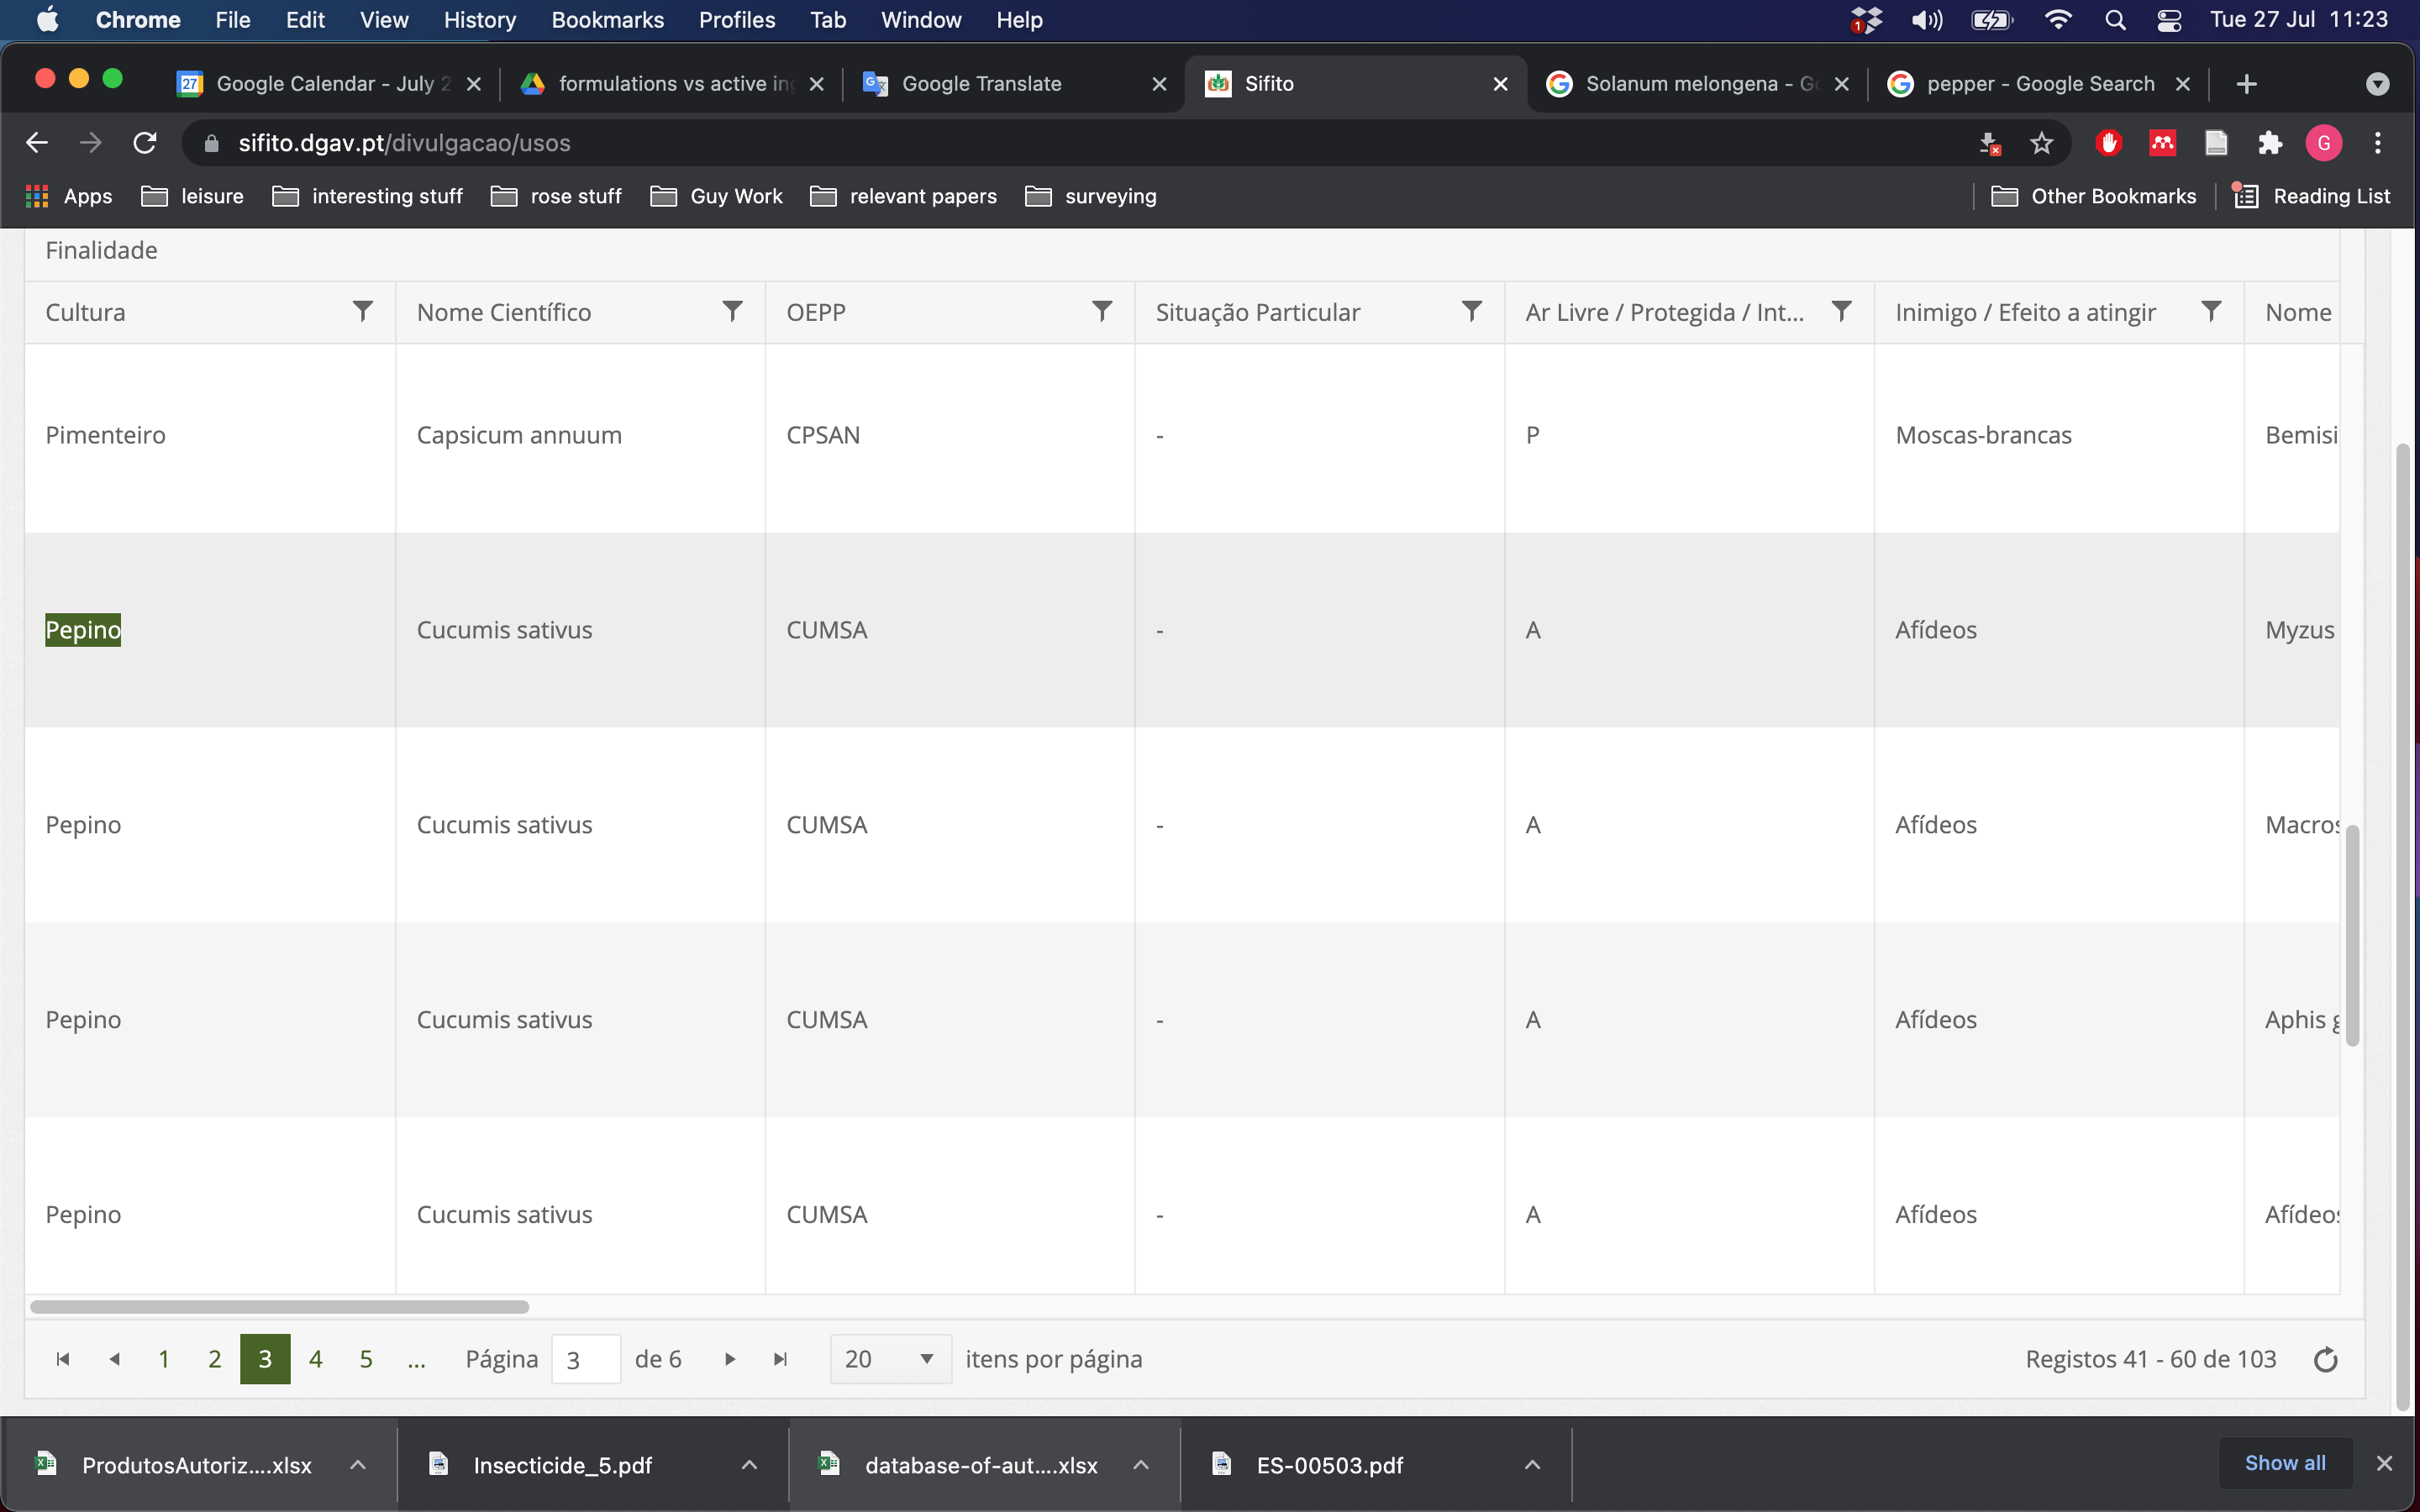 Chrome File Edit View History Bookmarks Profiles Tab Window Help 1 Tue 27 Jul 11:23
27 Google Calendar - July 2 formulations vs active in Google Translate Sifito Solanum melongena - G pepper - Google Search
sifito.dgav.pt/divulgacao/usos G
Apps leisure interesting stuff rose stuff Guy Work relevant papers surveying Other Bookmarks Reading List
Finalidade
Cultura Nome Científico OEPP Situação Particular Ar Livre / Protegida / Int... Inimigo / Efeito a atingir Nome
Pimenteiro Capsicum annuum CPSAN - P Moscas-brancas Bemisi
Pepino Cucumis sativus CUMSA - A Afídeos Myzus
Pepino Cucumis sativus CUMSA - A Afídeos Macros
Pepino Cucumis sativus CUMSA - A Afídeos Aphis g
Pepino Cucumis sativus CUMSA - A Afídeos Afídeos
1 2 3 4 5 ... Página 3 de 6 20 itens por página Registos 41 - 60 de 103
ProdutosAutoriz....xlsx Insecticide_5.pdf database-of-aut....xlsx ES-00503.pdf Show all